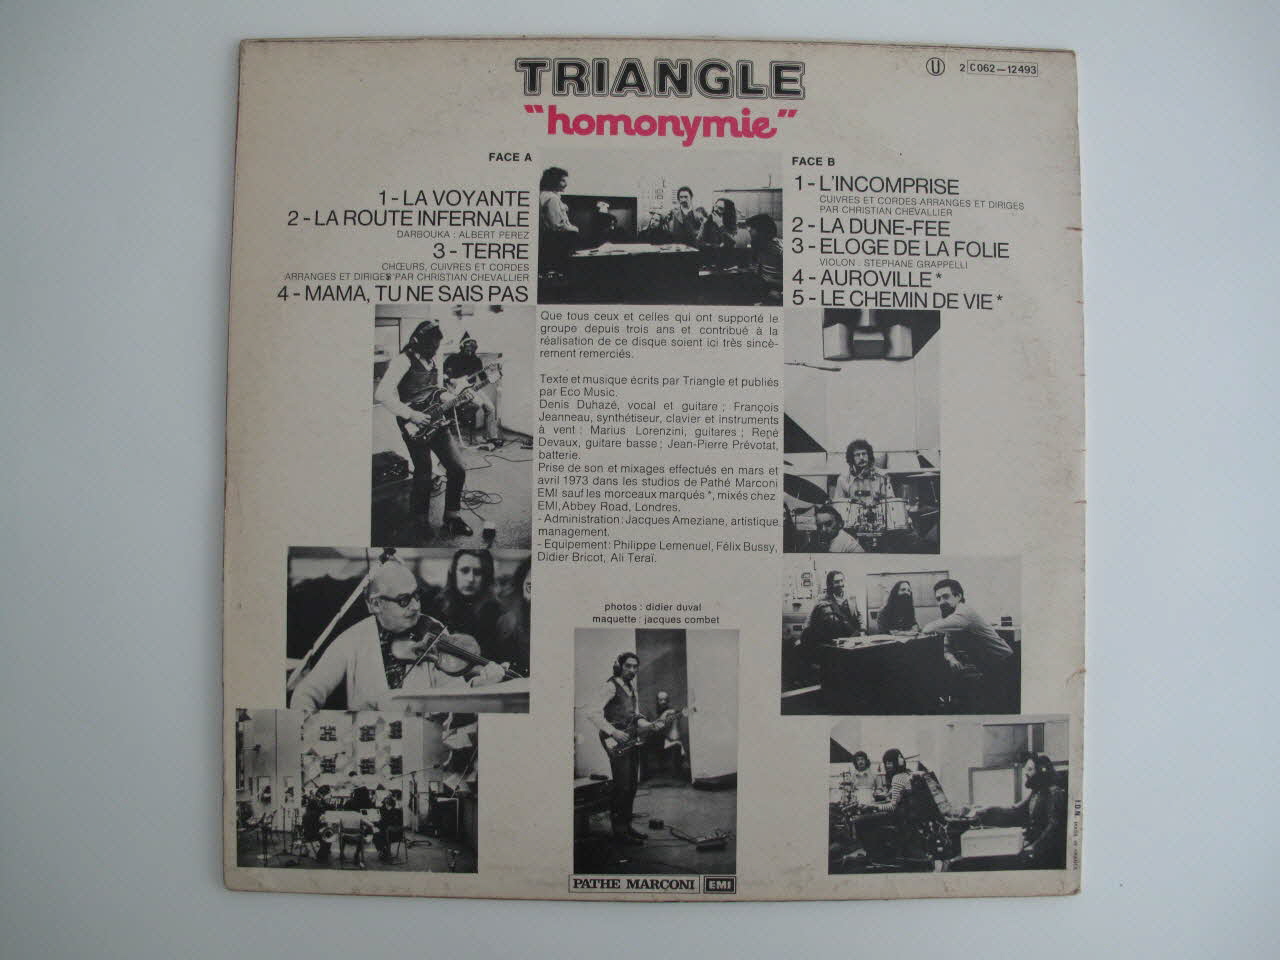 TRIANGLE
"homonymie"
U 2 C062-12493
FACE A
1 - LA VOYANTE
2 - LA ROUTE INFERNALE
DARBOUKA : ALBERT PEREZ
3 - TERRE
CHŒURS, CUIVRES ET CORDES
ARRANGES ET DIRIGES PAR CHRISTIAN CHEVALLIER
4 - MAMA, TU NE SAIS PAS
FACE B
1 - L'INCOMPRISE
CUIVRES ET CORDES ARRANGES ET DIRIGES
PAR CHRISTIAN CHEVALLIER
2 - LA DUNE-FEE
3 - ELOGE DE LA FOLIE
VIOLON : STEPHANE GRAPPELLI
4 - AUROVILLE *
5 - LE CHEMIN DE VIE *
Que tous ceux et celles qui ont supporté le
groupe depuis trois ans et contribué à la
réalisation de ce disque soient ici très sincè-
rement remerciés.
Texte et musique écrits par Triangle et publiés
par Eco Music.
Denis Duhazé, vocal et guitare ; François
Jeanneau, synthétiseur, clavier et instruments
à vent : Marius Lorenzini, guitares ; René
Devaux, guitare basse ; Jean-Pierre Prévotat,
batterie.
Prise de son et mixages effectués en mars et
avril 1973 dans les studios de Pathé Marconi
EMI sauf les morceaux marqués *, mixés chez
EMI, Abbey Road, Londres.
- Administration : Jacques Ameziane, artistique
management.
- Equipement : Philippe Lemenuel, Félix Bussy,
Didier Bricot, Ali Teraï.
photos : didier duval
maquette : jacques combet
PATHE MARCONI EMI